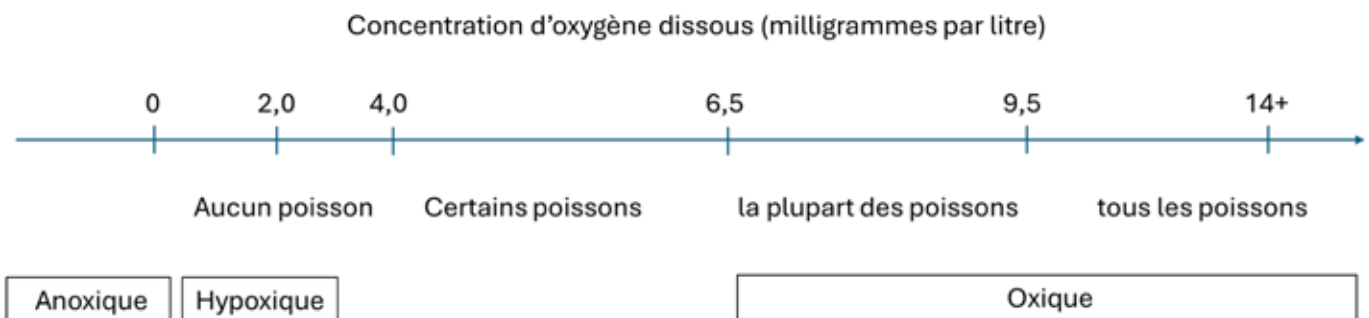 Concentration d’oxygène dissous (milligrammes par litre)
0 2,0 4,0 6,5 9,5 14+
Aucun poisson Certains poissons la plupart des poissons tous les poissons
Anoxique Hypoxique Oxique